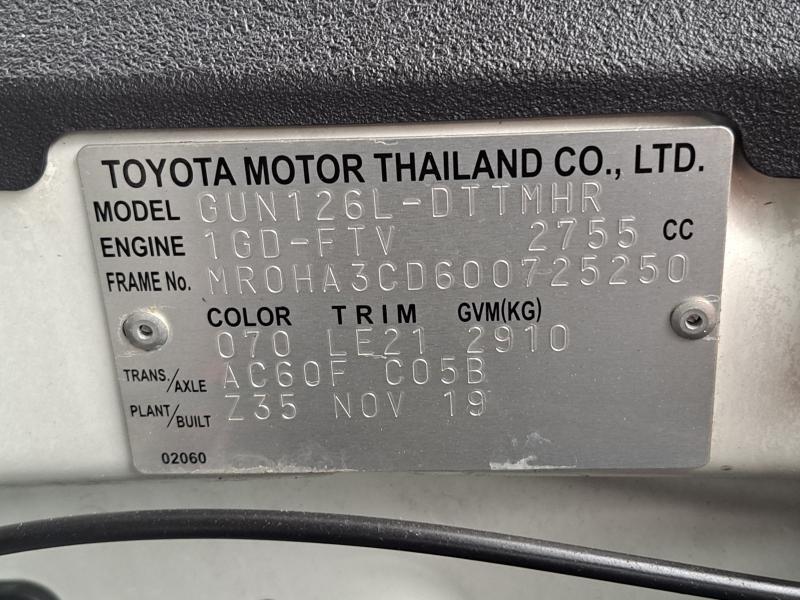 TOYOTA MOTOR THAILAND CO., LTD.
MODEL GUN126L-DTTMHR
ENGINE 1GD-FTV 2755 CC
FRAME No. MR0HA3CD600725250
COLOR TRIM GVM(KG)
070 LE21 2910
TRANS./AXLE AC60F C05B
PLANT/BUILT Z35 NOV 19
02060